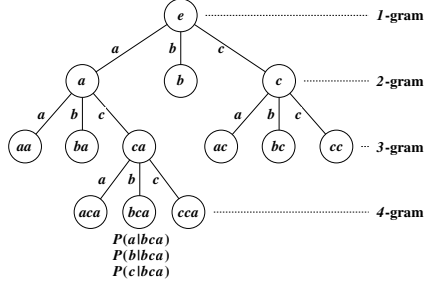 e 1-gram
a b c
a b c 2-gram
a b c a b c
aa ba ca ac bc cc 3-gram
a b c
aca bca cca 4-gram
P(a|bca)
P(b|bca)
P(c|bca)